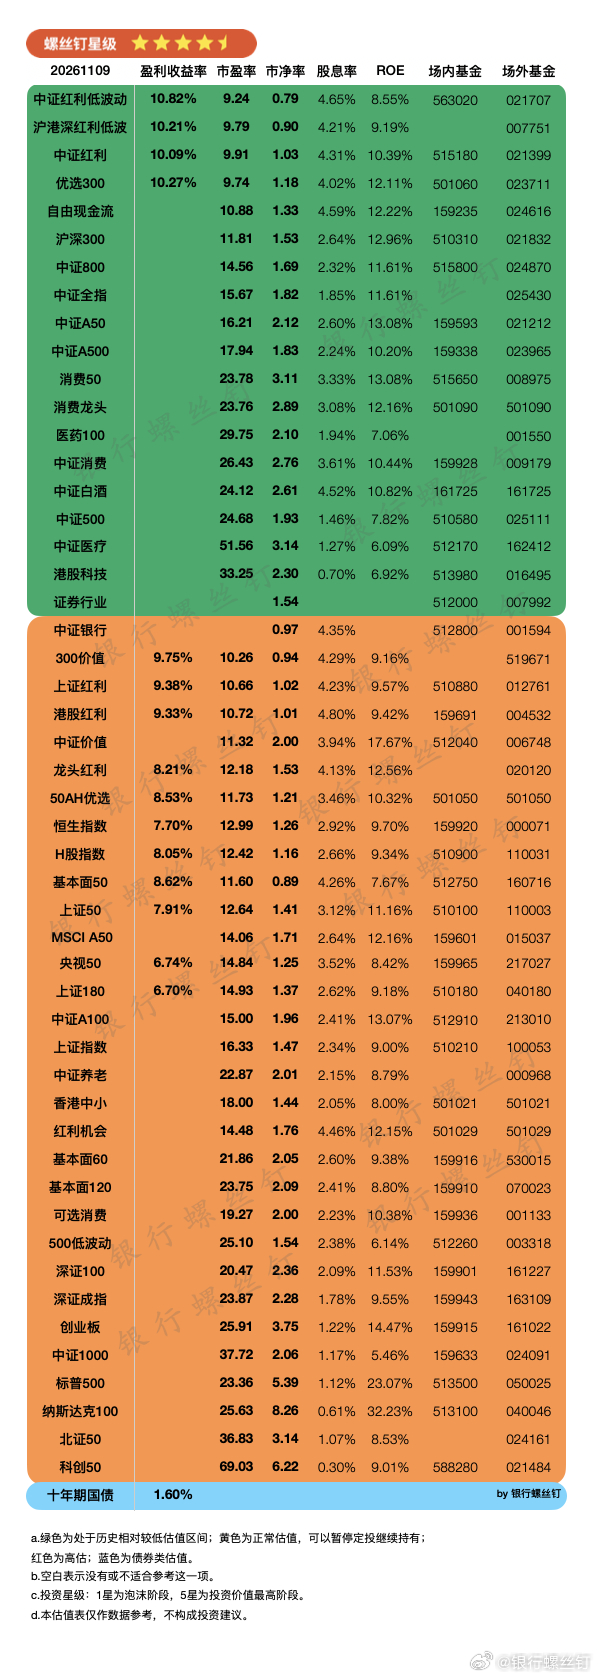 螺丝钉星级
20261109 盈利收益率 市盈率 市净率 股息率 ROE 场内基金 场外基金
中证红利低波动 10.82% 9.24 0.79 4.65% 8.55% 563020 021707
沪港深红利低波 10.21% 9.79 0.90 4.21% 9.19% 007751
中证红利 10.09% 9.91 1.03 4.31% 10.39% 515180 021399
优选300 10.27% 9.74 1.18 4.02% 12.11% 501060 023711
自由现金流 10.88 1.33 4.59% 12.22% 159235 024616
沪深300 11.81 1.53 2.64% 12.96% 510310 021832
中证800 14.56 1.69 2.32% 11.61% 515800 024870
中证全指 15.67 1.82 1.85% 11.61% 025430
中证A50 16.21 2.12 2.60% 13.08% 159593 021212
中证A500 17.94 1.83 2.24% 10.20% 159338 023965
消费50 23.78 3.11 3.33% 13.08% 515650 008975
消费龙头 23.76 2.89 3.08% 12.16% 501090 501090
医药100 29.75 2.10 1.94% 7.06% 001550
中证消费 26.43 2.76 3.61% 10.44% 159928 009179
中证白酒 24.12 2.61 4.52% 10.82% 161725 161725
中证500 24.68 1.93 1.46% 7.82% 510580 025111
中证医疗 51.56 3.14 1.27% 6.09% 512170 162412
港股科技 33.25 2.30 0.70% 6.92% 513980 016495
证券行业 1.54 512000 007992
中证银行 0.97 4.35% 512800 001594
300价值 9.75% 10.26 0.94 4.29% 9.16% 519671
上证红利 9.38% 10.66 1.02 4.23% 9.57% 510880 012761
港股红利 9.33% 10.72 1.01 4.80% 9.42% 159691 004532
中证价值 11.32 2.00 3.94% 17.67% 512040 006748
龙头红利 8.21% 12.18 1.53 4.13% 12.56% 020120
50AH优选 8.53% 11.73 1.21 3.46% 10.32% 501050 501050
恒生指数 7.70% 12.99 1.26 2.92% 9.70% 159920 000071
H股指数 8.05% 12.42 1.16 2.66% 9.34% 510900 110031
基本面50 8.62% 11.60 0.89 4.26% 7.67% 512750 160716
上证50 7.91% 12.64 1.41 3.12% 11.16% 510100 110003
MSCI A50 14.06 1.71 2.64% 12.16% 159601 015037
央视50 6.74% 14.84 1.25 3.52% 8.42% 159965 217027
上证180 6.70% 14.93 1.37 2.62% 9.18% 510180 040180
中证A100 15.00 1.96 2.41% 13.07% 512910 213010
上证指数 16.33 1.47 2.34% 9.00% 510210 100053
中证养老 22.87 2.01 2.15% 8.79% 000968
香港中小 18.00 1.44 2.05% 8.00% 501021 501021
红利机会 14.48 1.76 4.46% 12.15% 501029 501029
基本面60 21.86 2.05 2.60% 9.38% 159916 530015
基本面120 23.75 2.09 2.41% 8.80% 159910 070023
可选消费 19.27 2.00 2.23% 10.38% 159936 001133
500低波动 25.10 1.54 2.38% 6.14% 512260 003318
深证100 20.47 2.36 2.09% 11.53% 159901 161227
深证成指 23.87 2.28 1.78% 9.55% 159943 163109
创业板 25.91 3.75 1.22% 14.47% 159915 161022
中证1000 37.72 2.06 1.17% 5.46% 159633 024091
标普500 23.36 5.39 1.12% 23.07% 513500 050025
纳斯达克100 25.63 8.26 0.61% 32.23% 513100 040046
北证50 36.83 3.14 1.07% 8.53% 024161
科创50 69.03 6.22 0.30% 9.01% 588280 021484
十年期国债 1.60% by 银行螺丝钉
a.绿色为处于历史相对较低估值区间；黄色为正常估值，可以暂停定投继续持有；
红色为高估；蓝色为债券类估值。
b.空白表示没有或不适合参考这一项。
c.投资星级：1星为泡沫阶段，5星为投资价值最高阶段。
d.本估值表仅作数据参考，不构成投资建议。
@银行螺丝钉